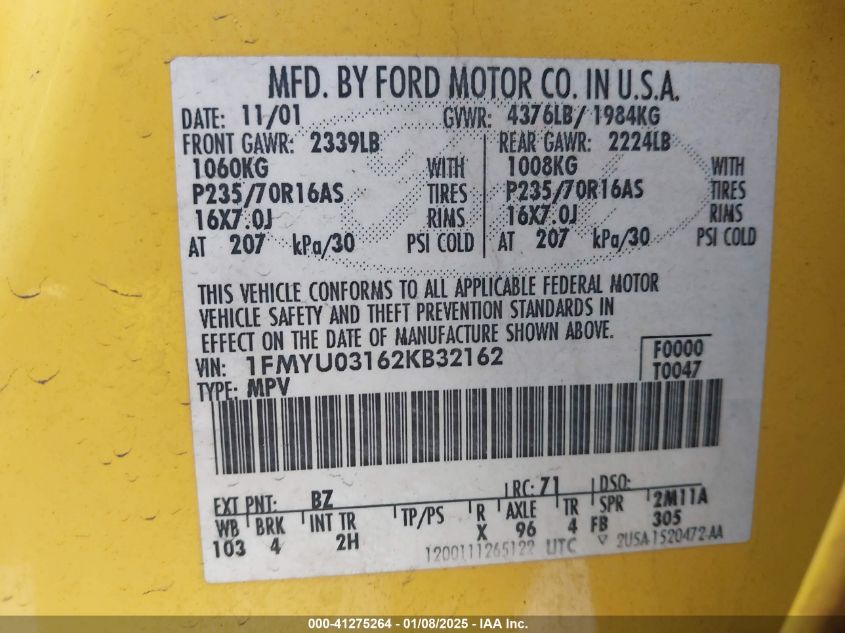 MFD. BY FORD MOTOR CO. IN U.S.A.
DATE: 11/01 GVWR: 4376LB/ 1984KG
FRONT GAWR: 2339LB REAR GAWR: 2224LB
1060KG WITH 1008KG WITH
P235/70R16AS TIRES P235/70R16AS TIRES
16X7.0J RIMS 16X7.0J RIMS
AT 207 kPa/30 PSI COLD AT 207 kPa/30 PSI COLD
THIS VEHICLE CONFORMS TO ALL APPLICABLE FEDERAL MOTOR
VEHICLE SAFETY AND THEFT PREVENTION STANDARDS IN
EFFECT ON THE DATE OF MANUFACTURE SHOWN ABOVE.
VIN: 1FMYU03162KB32162 F0000
TYPE: MPV T0047
EXT PNT: BZ RC: 71 DSO:
WB BRK INT TR TP/PS R AXLE TR SPR 2M11A
103 4 2H X 96 4 FB 305
1200111265122 UTC ▽ 2USA-1520472-AA
000-41275264 - 01/08/2025 - IAA Inc.